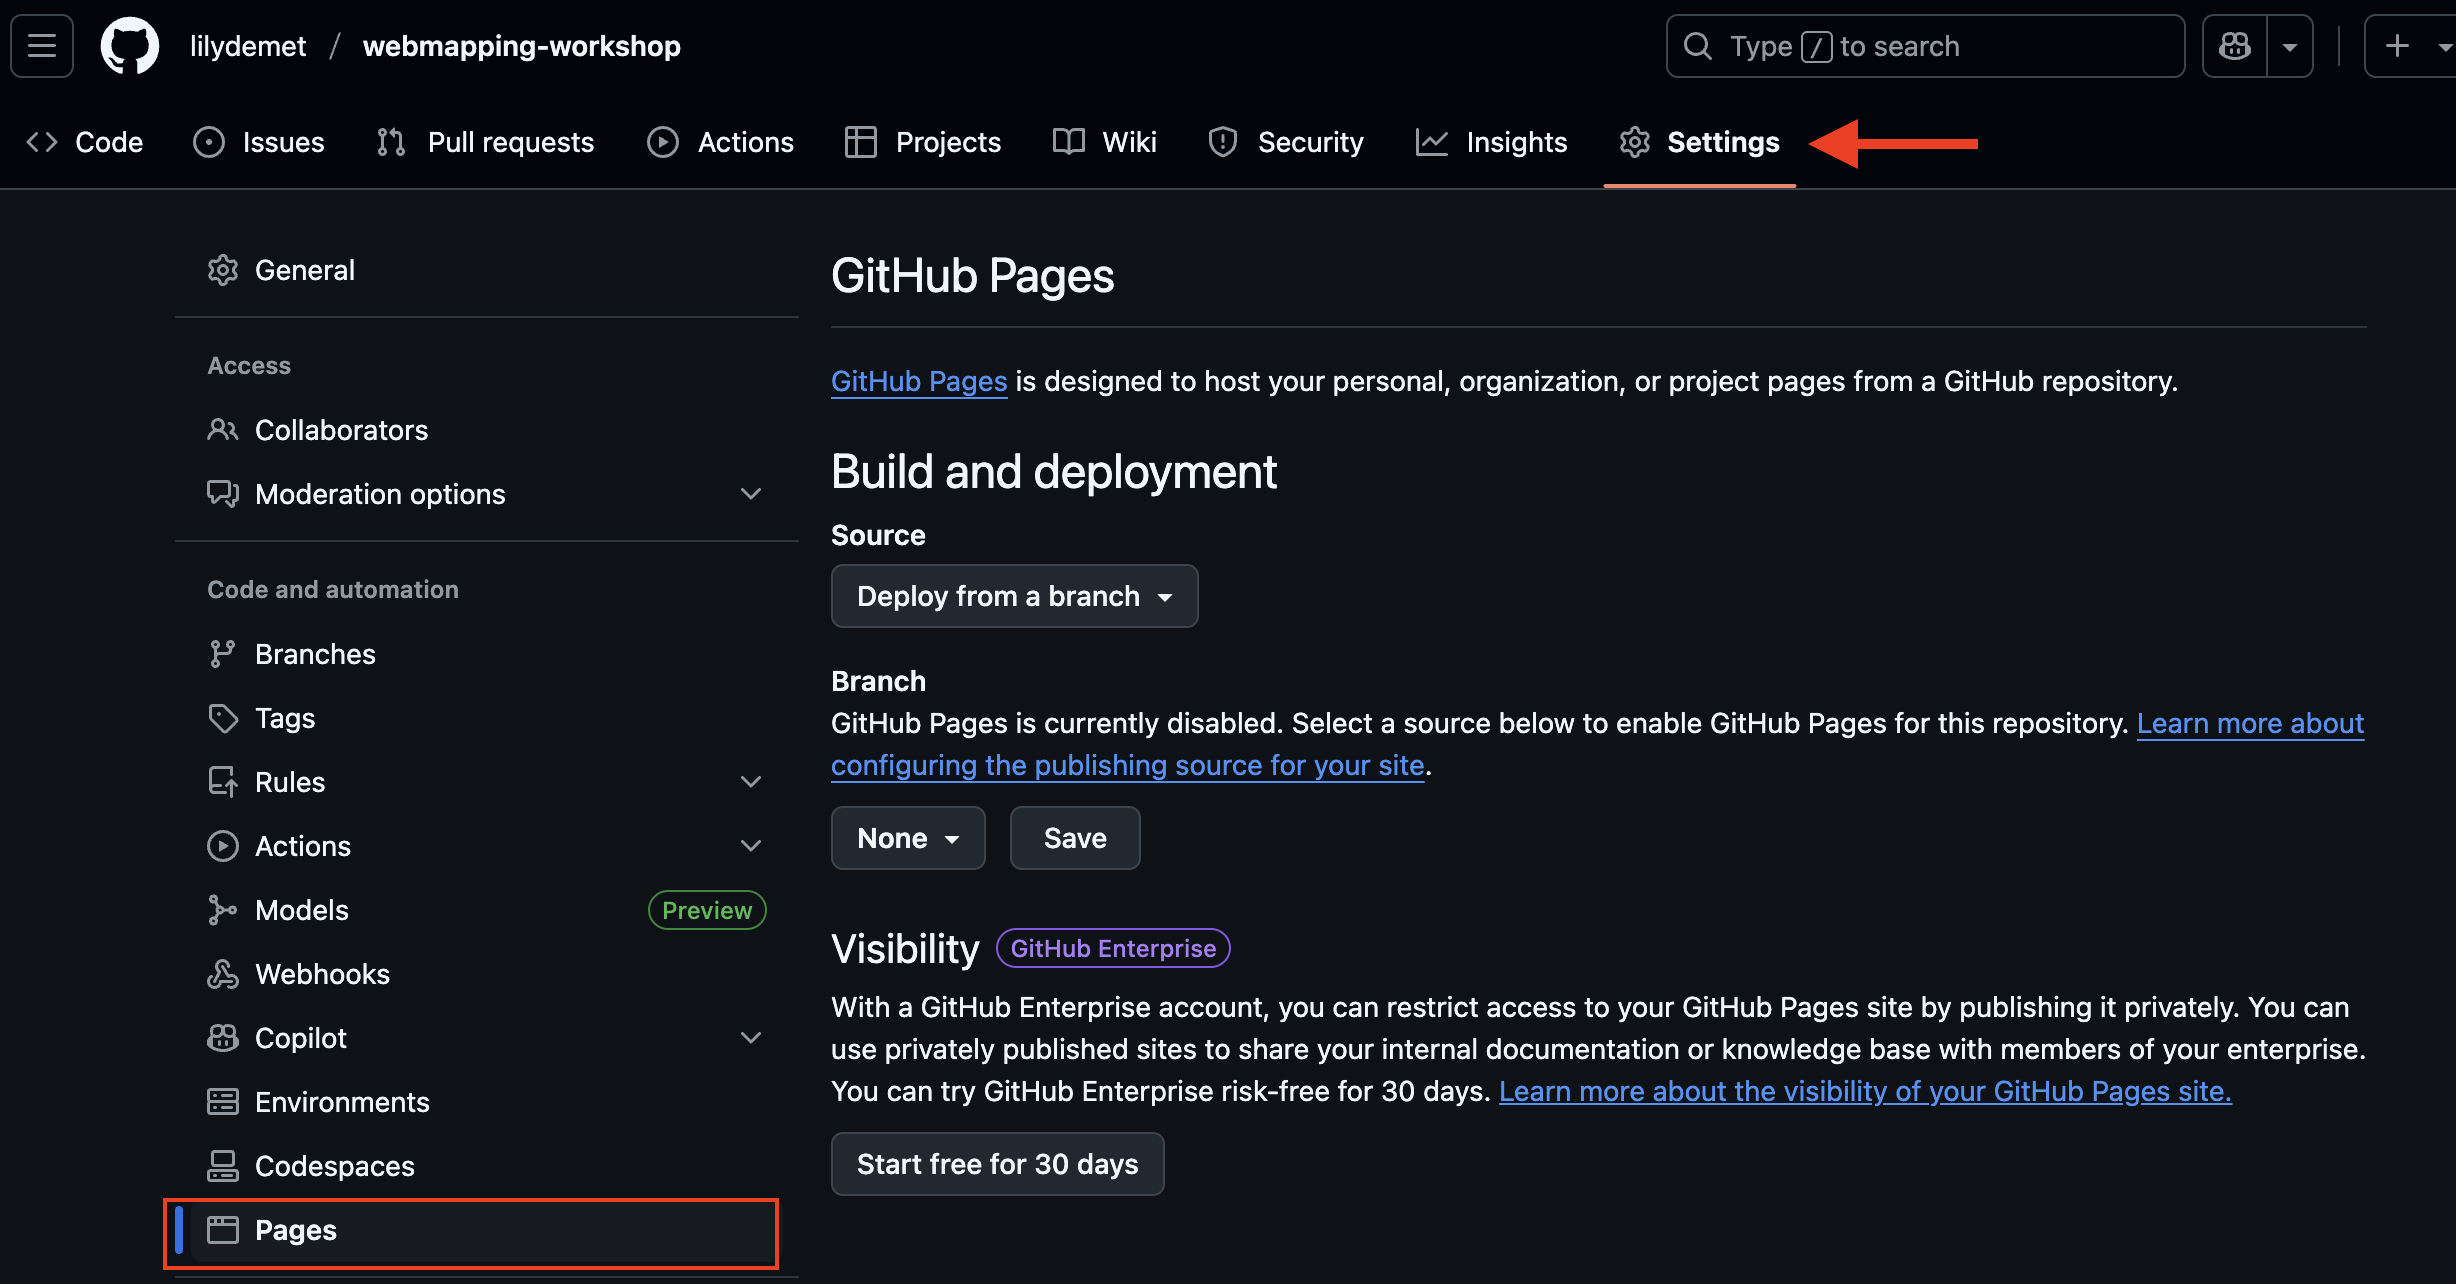 lilydemet / webmapping-workshop
Type / to search
Code
Issues
Pull requests
Actions
Projects
Wiki
Security
Insights
Settings
General
Access
Collaborators
Moderation options
Code and automation
Branches
Tags
Rules
Actions
Models
Preview
Webhooks
Copilot
Environments
Codespaces
Pages
GitHub Pages
GitHub Pages is designed to host your personal, organization, or project pages from a GitHub repository.
Build and deployment
Source
Deploy from a branch
Branch
GitHub Pages is currently disabled. Select a source below to enable GitHub Pages for this repository. Learn more about
configuring the publishing source for your site.
None
Save
Visibility GitHub Enterprise
With a GitHub Enterprise account, you can restrict access to your GitHub Pages site by publishing it privately. You can
use privately published sites to share your internal documentation or knowledge base with members of your enterprise.
You can try GitHub Enterprise risk-free for 30 days. Learn more about the visibility of your GitHub Pages site.
Start free for 30 days